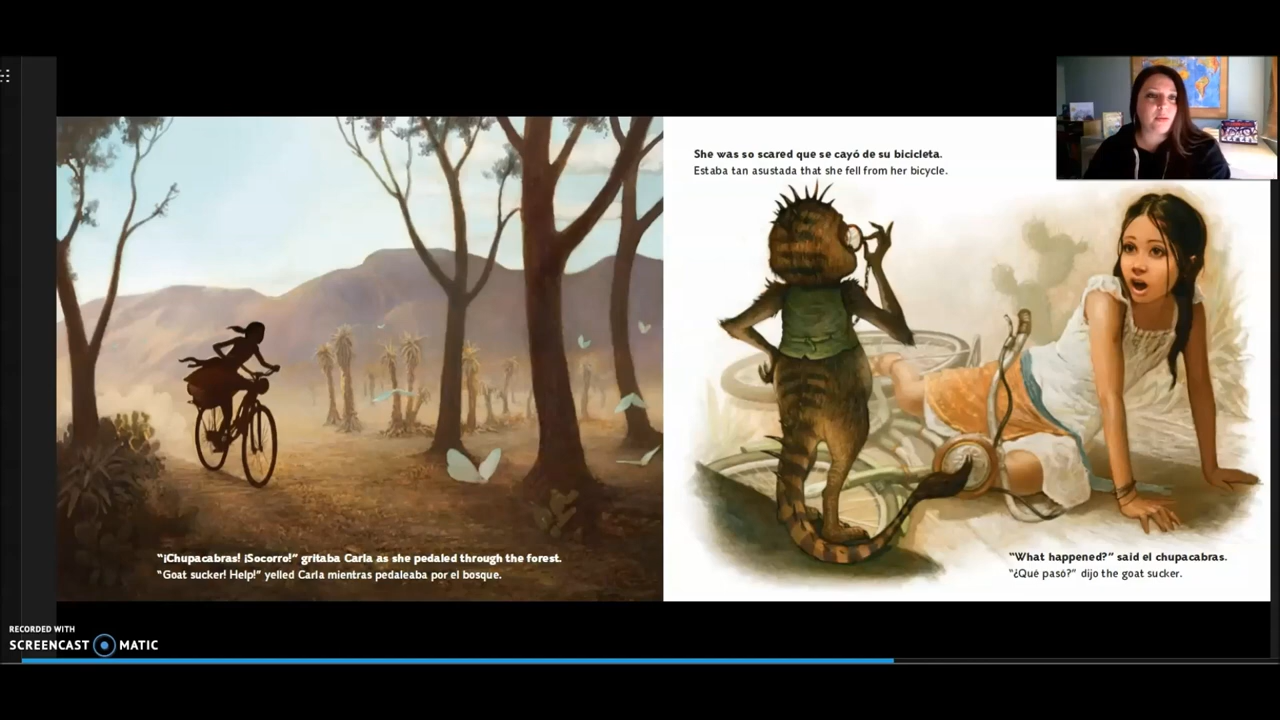 "¡Chupacabras! ¡Socorro!" gritaba Carla as she pedaled through the forest.
"Goat sucker! Help!" yelled Carla mientras pedaleaba por el bosque.
She was so scared que se cayó de su bicicleta.
Estaba tan asustada that she fell from her bicycle.
"What happened?" said el chupacabras.
"¿Qué pasó?" dijo the goat sucker.
RECORDED WITH
SCREENCAST MATIC